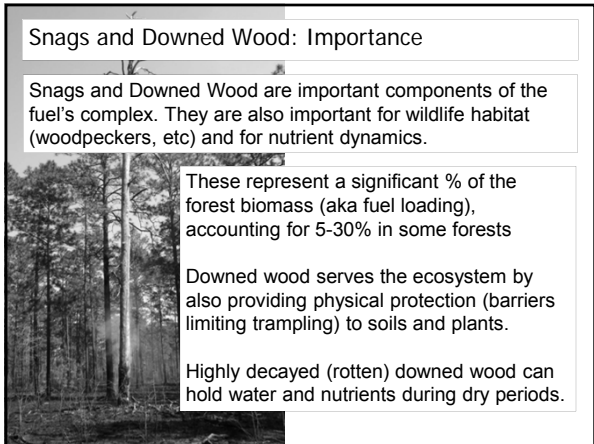 Snags and Downed Wood: Importance
Snags and Downed Wood are important components of the
fuel's complex. They are also important for wildlife habitat
(woodpeckers, etc) and for nutrient dynamics.
These represent a significant % of the
forest biomass (aka fuel loading),
accounting for 5-30% in some forests
Downed wood serves the ecosystem by
also providing physical protection (barriers
limiting trampling) to soils and plants.
Highly decayed (rotten) downed wood can
hold water and nutrients during dry periods.